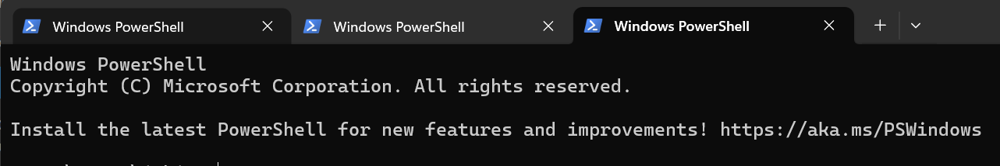 Windows PowerShell
Windows PowerShell
Windows PowerShell
Windows PowerShell
Copyright (C) Microsoft Corporation. All rights reserved.
Install the latest PowerShell for new features and improvements! https://aka.ms/PSWindows